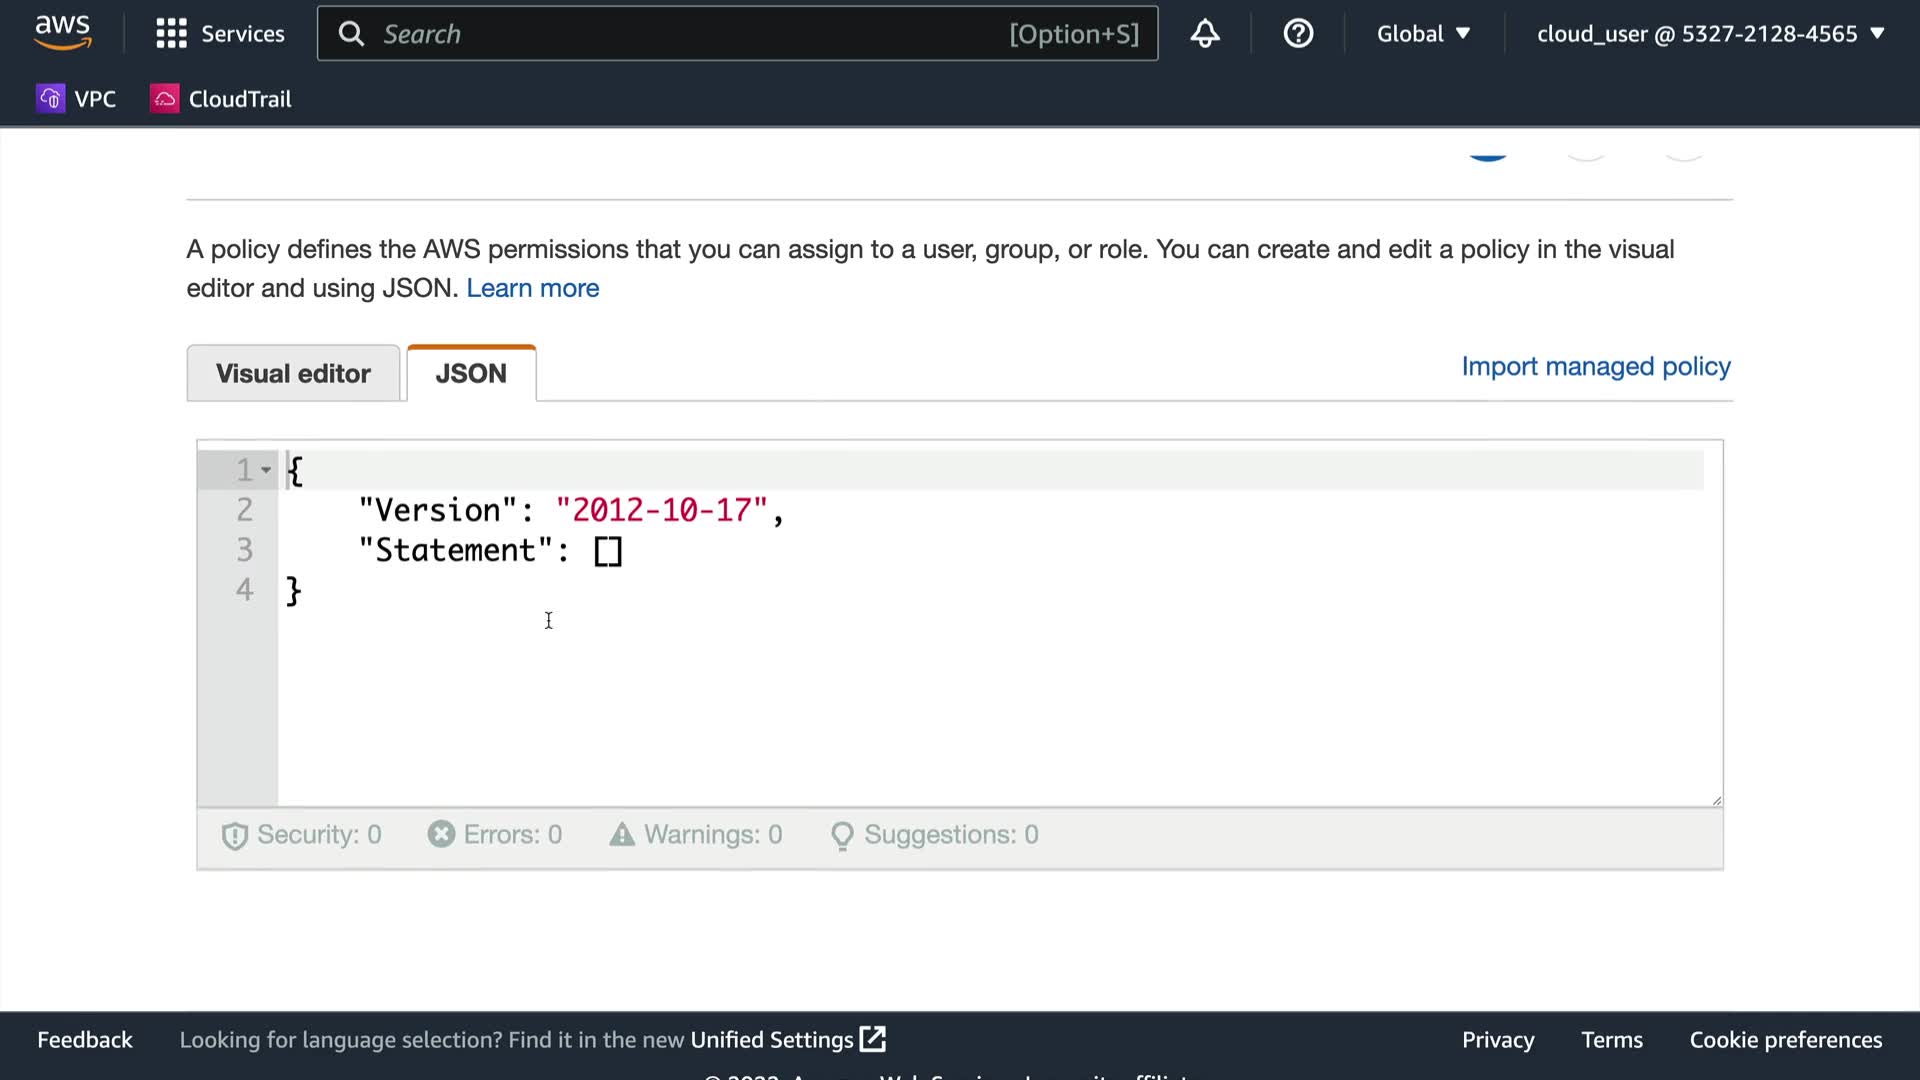 aws Services Search [Option+S] Global cloud_user @ 5327-2128-4565
VPC CloudTrail
A policy defines the AWS permissions that you can assign to a user, group, or role. You can create and edit a policy in the visual
editor and using JSON. Learn more
Visual editor JSON Import managed policy
1 {
2 "Version": "2012-10-17",
3 "Statement": []
4 }
Security: 0 Errors: 0 Warnings: 0 Suggestions: 0
Feedback Looking for language selection? Find it in the new Unified Settings Privacy Terms Cookie preferences